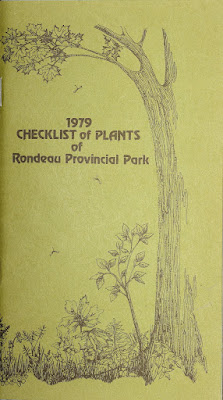 1979
CHECKLIST of PLANTS
of
Rondeau Provincial Park